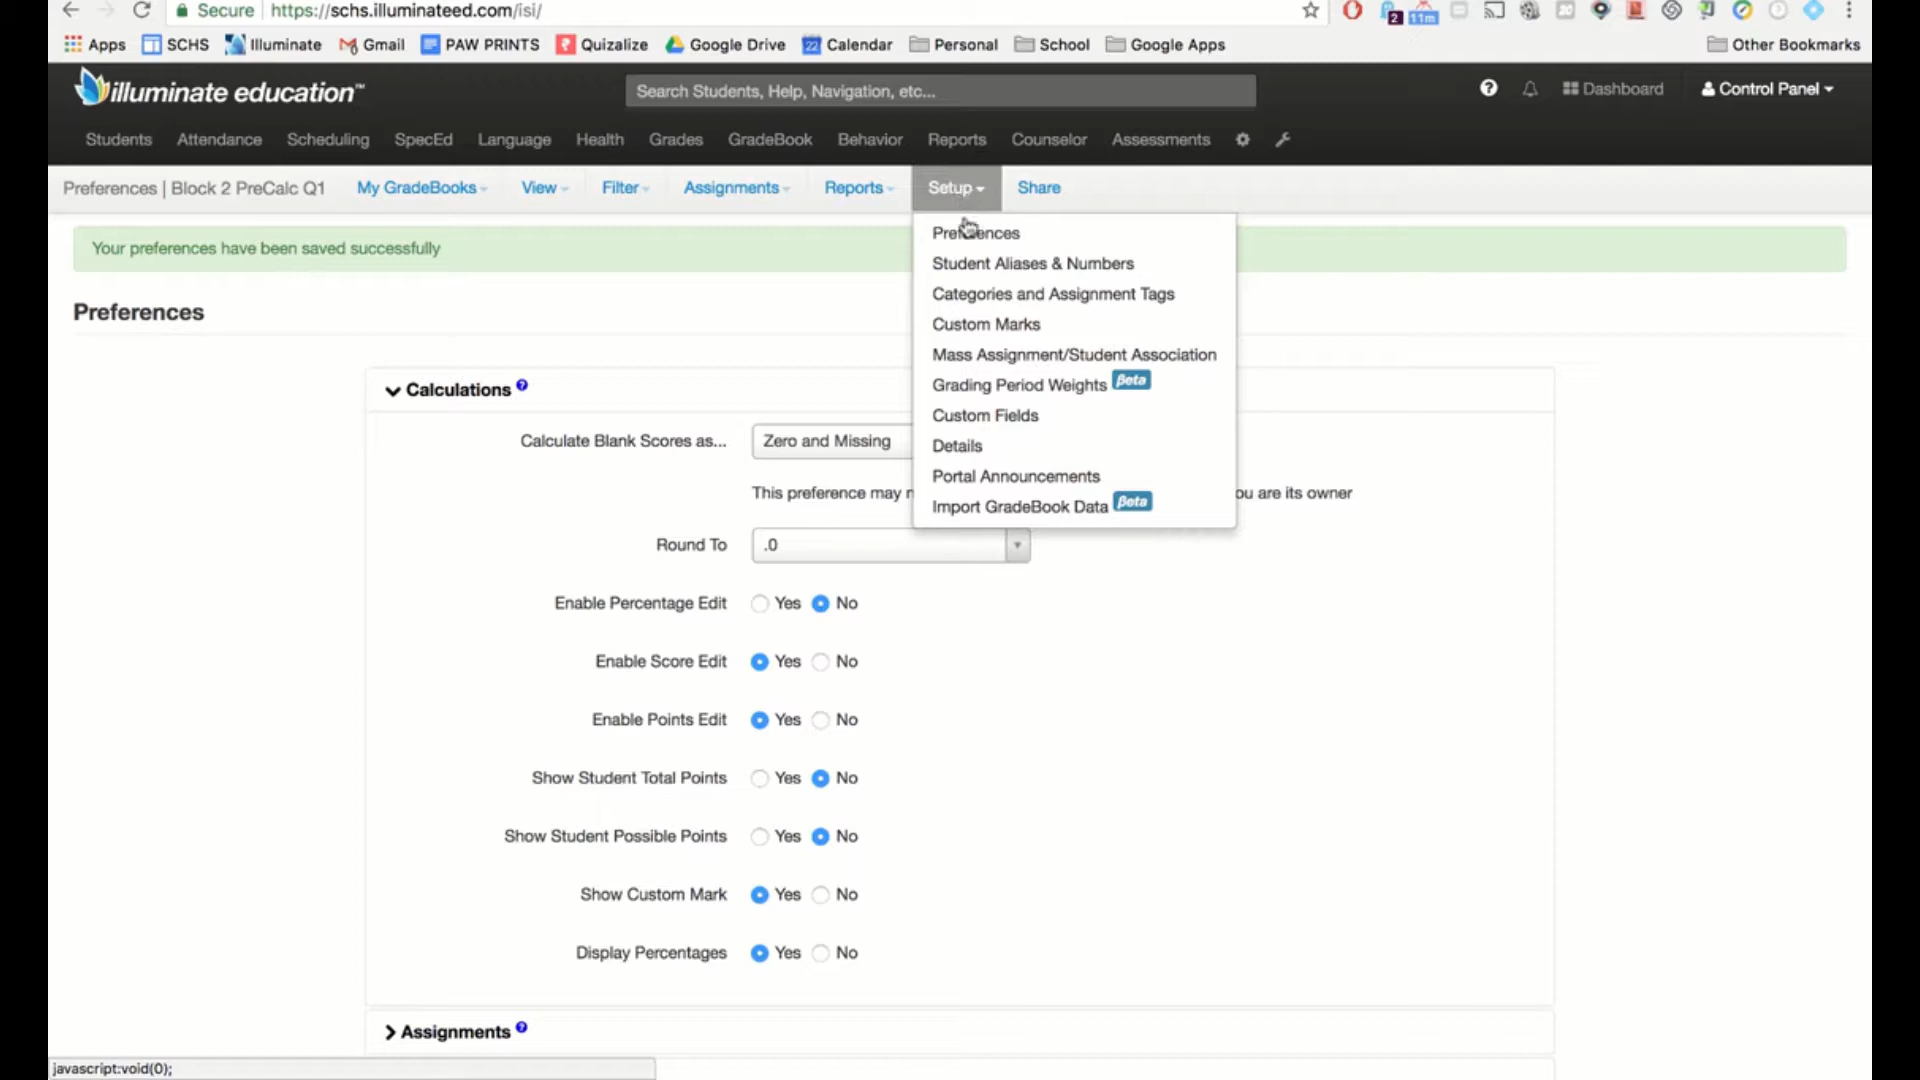 Secure https://schs.illuminateed.com/isi/
2 11m
Apps SCHS Illuminate Gmail PAW PRINTS Quizalize Google Drive 22 Calendar Personal School Google Apps Other Bookmarks
illuminate education™ Search Students, Help, Navigation, etc... ? Dashboard Control Panel
Students Attendance Scheduling SpecEd Language Health Grades GradeBook Behavior Reports Counselor Assessments
Preferences | Block 2 PreCalc Q1 My GradeBooks View Filter Assignments Reports Setup Share
Your preferences have been saved successfully
Preferences
Student Aliases & Numbers
Categories and Assignment Tags
Custom Marks
Mass Assignment/Student Association
Grading Period Weights βeta
Custom Fields
Details
Portal Announcements
Import GradeBook Data βeta
Preferences
Calculations ?
Calculate Blank Scores as... Zero and Missing
This preference may ou are its owner
Round To .0
Enable Percentage Edit Yes No
Enable Score Edit Yes No
Enable Points Edit Yes No
Show Student Total Points Yes No
Show Student Possible Points Yes No
Show Custom Mark Yes No
Display Percentages Yes No
Assignments ?
javascript:void(0);